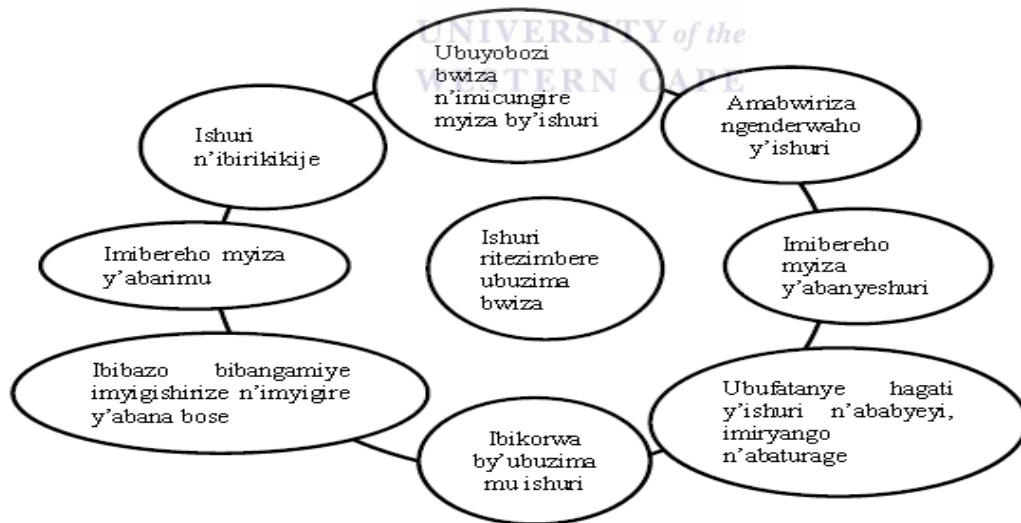 UNIVERSITY of the
WESTERN CAPE
Ubuyobozi
bwiza
n'imicungire
myiza by'ishuri
Amabwiriza
ngenderwaho
y'ishuri
Ishuri
n'ibirikikije
Imibereho myiza
y'abarimu
Ishuri
ritezimbere
ubuzima
bwiza
Imibereho
myiza
y'abanyeshuri
Ibibazo bibangamiye
imyigishirize n'imyigire
y'abana bose
Ibikorwa
by'ubuzima
mu ishuri
Ubufatanye hagati
y'ishuri n'ababyeyi,
imiryango
n'abaturage